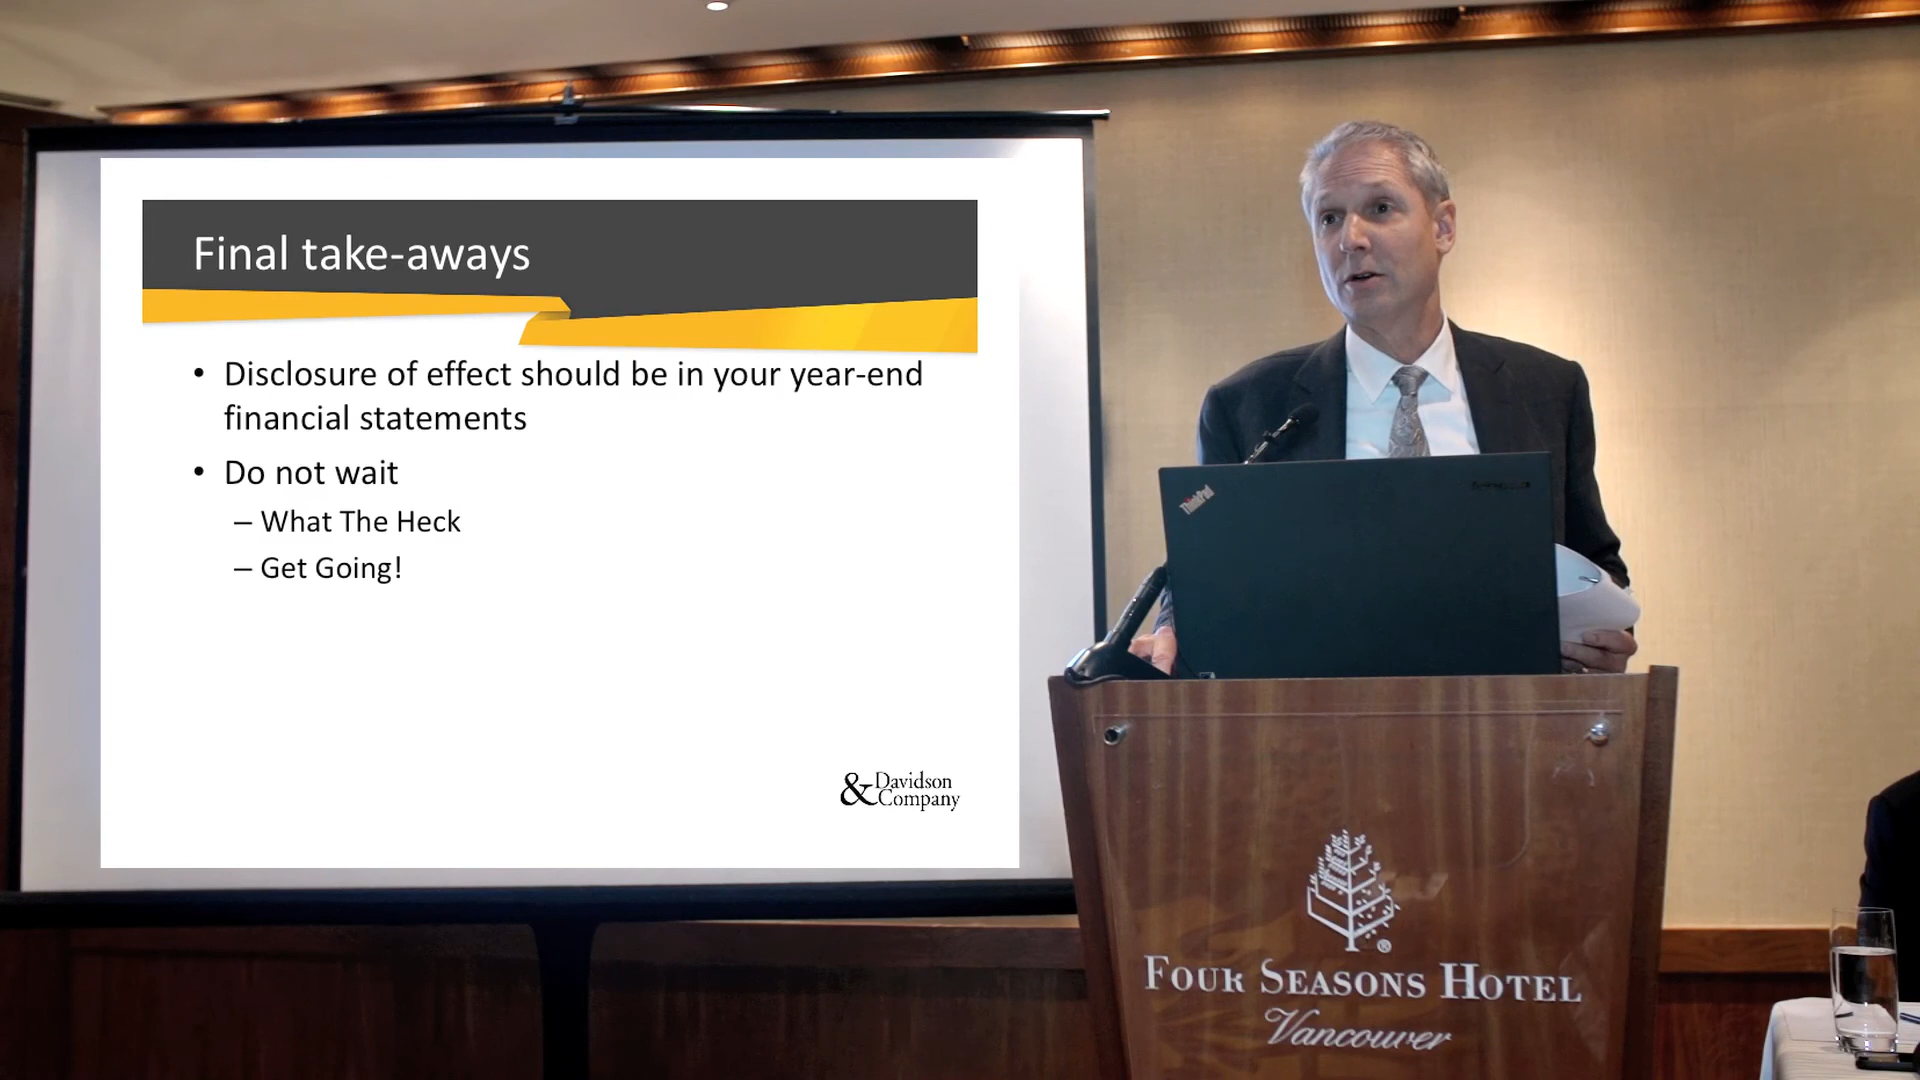 Final take-aways
• Disclosure of effect should be in your year-end
financial statements
• Do not wait
– What The Heck
– Get Going!
& Davidson
Company
ThinkPad
FOUR SEASONS HOTEL
Vancouver
®